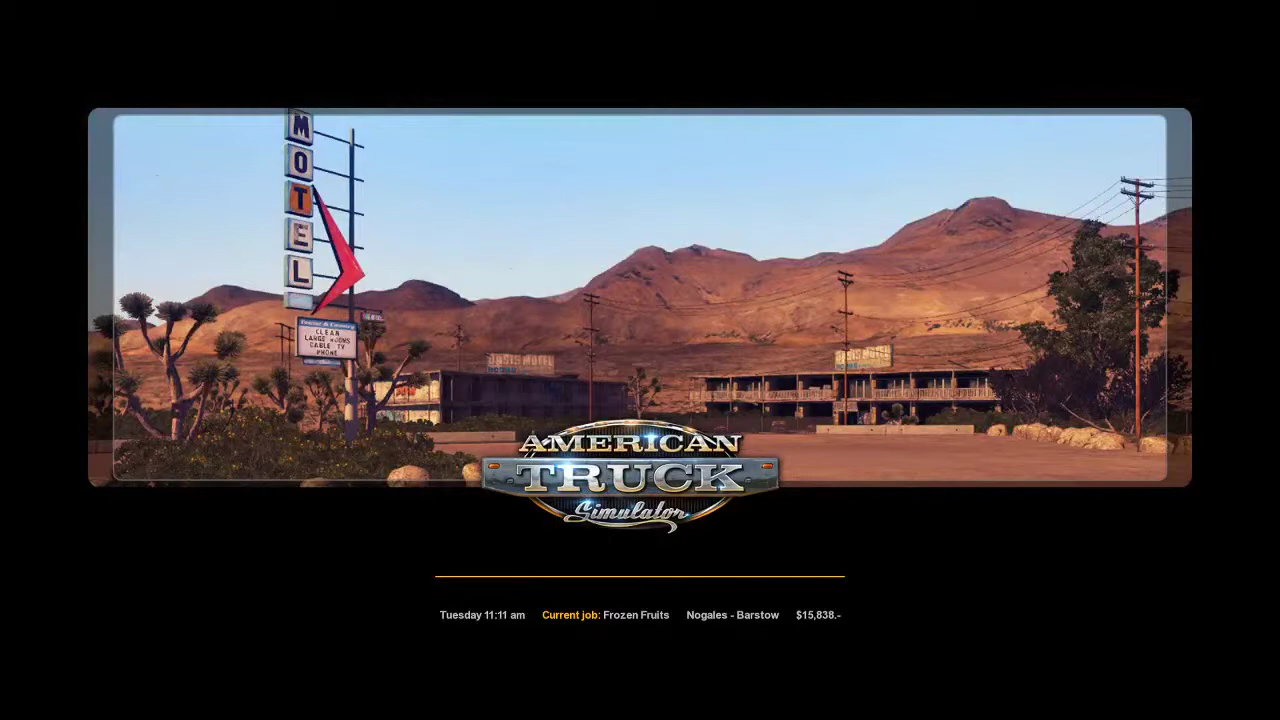 MOTEL
CLEAN
LARGE ROOMS
CABLE TV
PHONE
MOTEL
AMERICAN
TRUCK
Simulator
Tuesday 11:11 am Current job: Frozen Fruits Nogales - Barstow $15,838.-